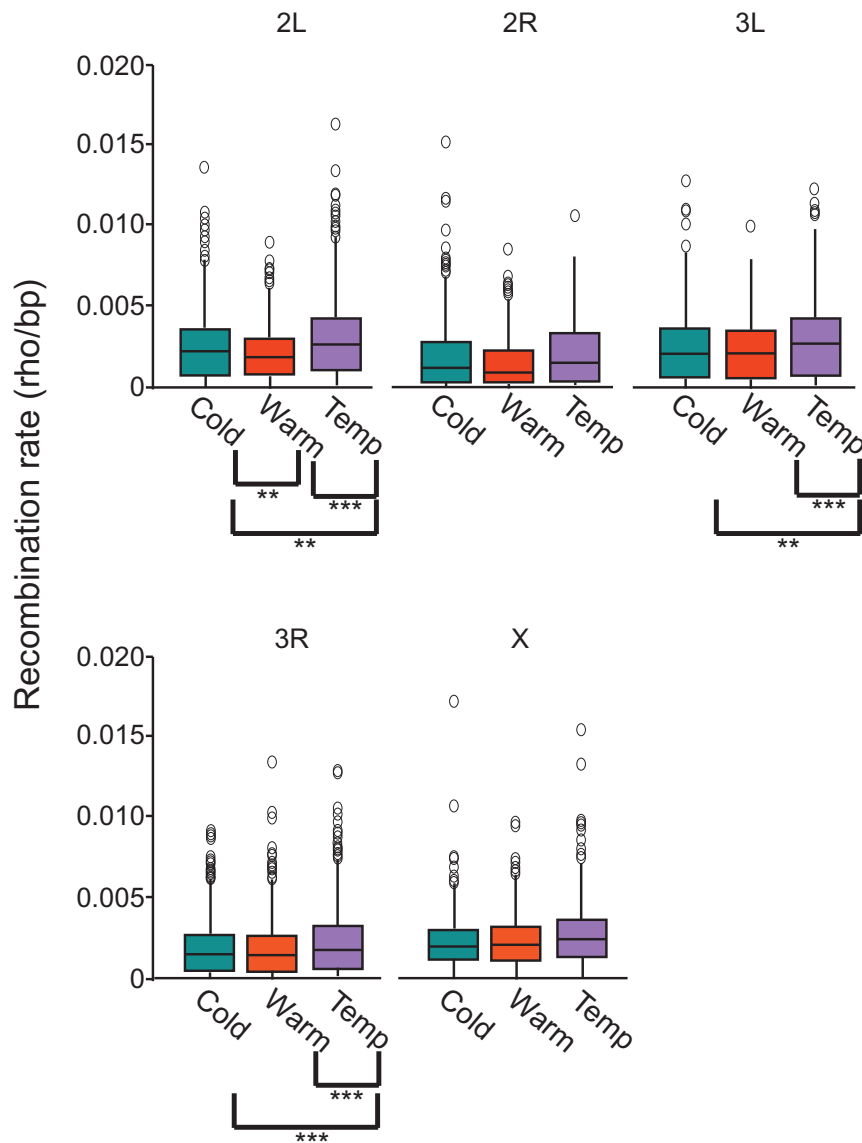 2L
2R
3L
Recombination rate (rho/bp)
0.020
0.015
0.010
0.005
0
Cold
Warm
Temp
Cold
Warm
Temp
Cold
Warm
Temp
**
***
**
***
**
3R
X
0.020
0.015
0.010
0.005
0
Cold
Warm
Temp
Cold
Warm
Temp
***
***